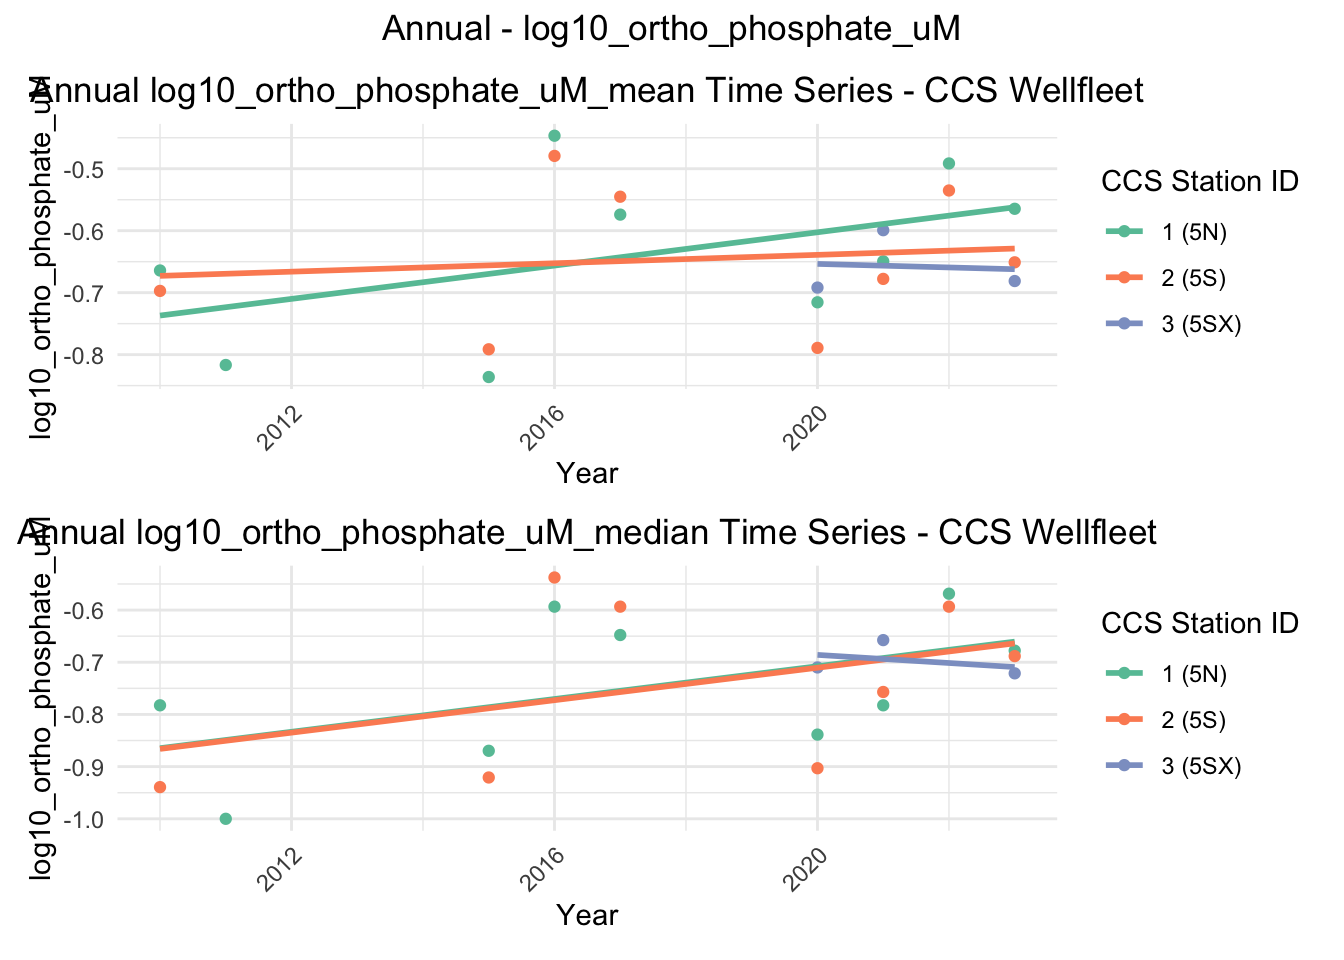 Annual - log10_ortho_phosphate_uM
Annual log10_ortho_phosphate_uM_mean Time Series - CCS Wellfleet
log10_ortho_phosphate_uM
-0.5
-0.6
-0.7
-0.8
2012
2016
2020
Year
CCS Station ID
1 (5N)
2 (5S)
3 (5SX)
Annual log10_ortho_phosphate_uM_median Time Series - CCS Wellfleet
log10_ortho_phosphate_uM
-0.6
-0.7
-0.8
-0.9
-1.0
2012
2016
2020
Year
CCS Station ID
1 (5N)
2 (5S)
3 (5SX)